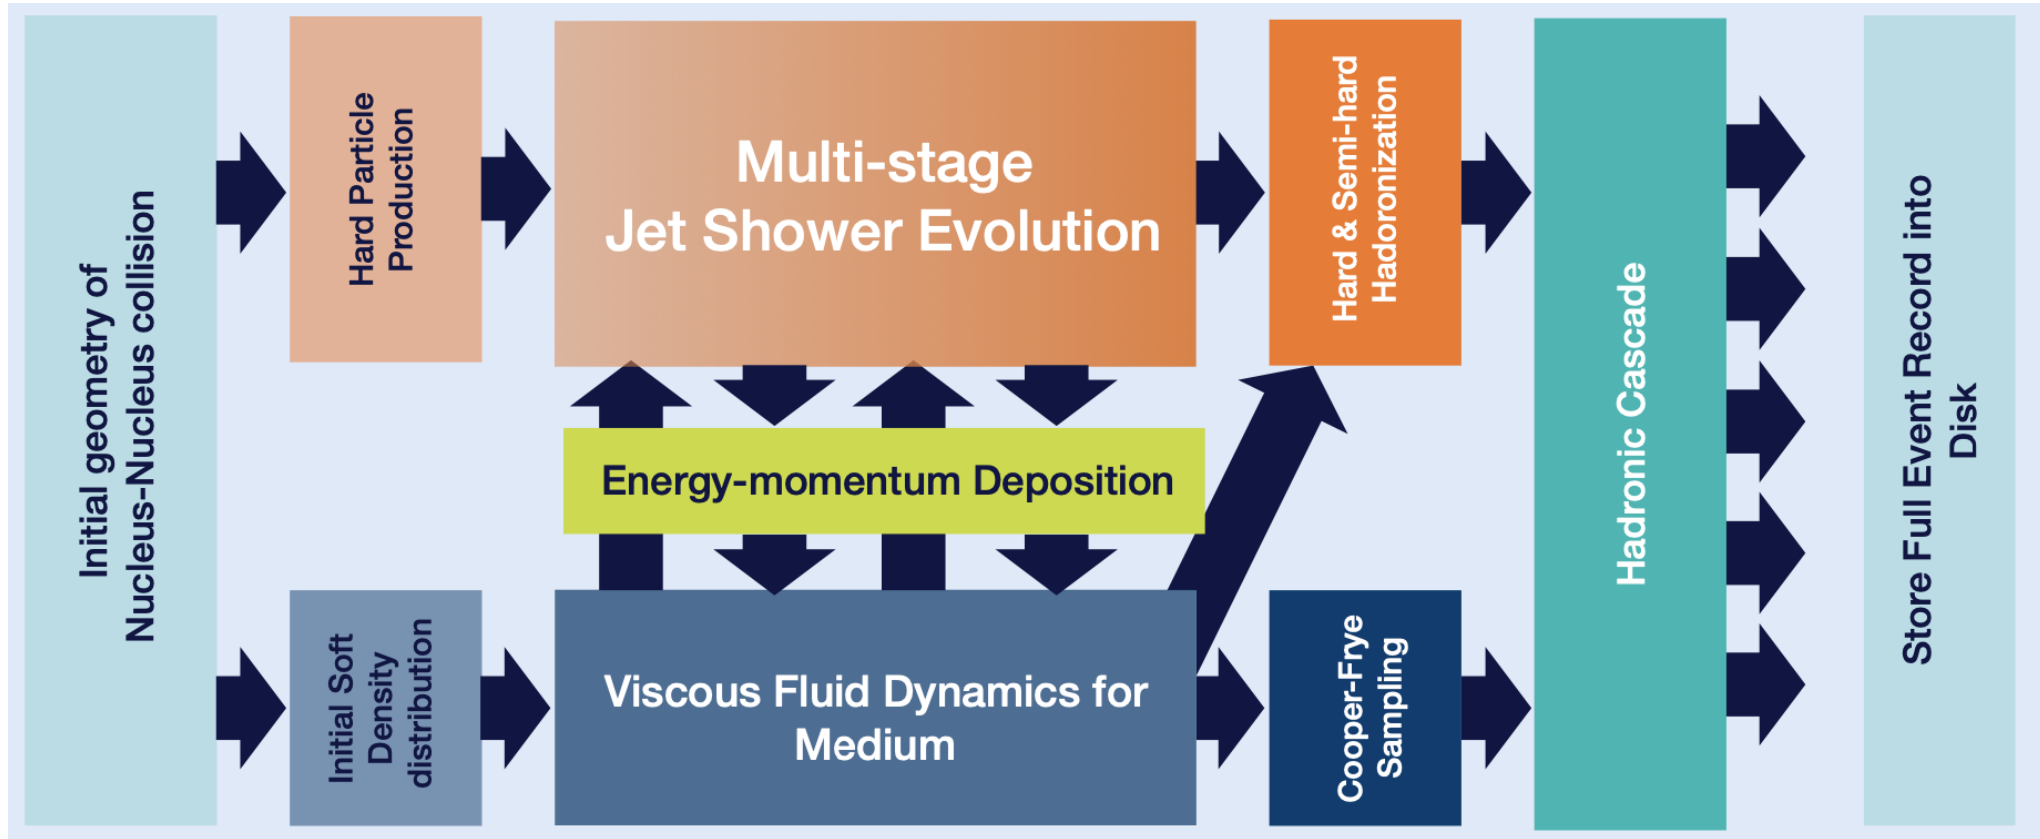 Initial geometry of
Nucleus-Nucleus collision
Hard Particle
Production
Multi-stage
Jet Shower Evolution
Hard & Semi-hard
Hadoronization
Energy-momentum Deposition
Initial Soft
Density
distribution
Viscous Fluid Dynamics for
Medium
Cooper-Frye
Sampling
Hadronic Cascade
Store Full Event Record into
Disk